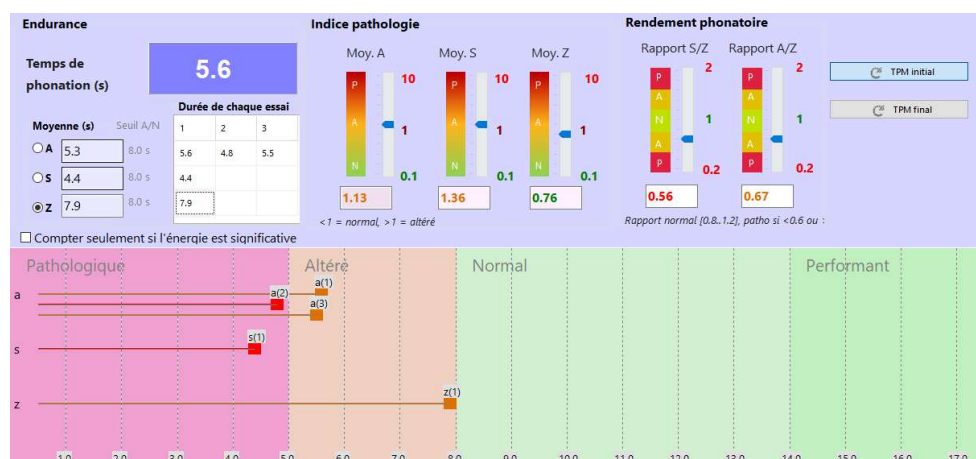 Endurance
Temps de
phonation (s)
5.6
Durée de chaque essai
Moyenne (s) Seuil A/N 1 2 3
A 5.3 8.0 s 5.6 4.8 5.5
S 4.4 8.0 s 4.4
Z 7.9 8.0 s 7.9
Compter seulement si l'énergie est significative
Indice pathologie
Moy. A Moy. S Moy. Z
P 10 P 10 P 10
A 1 A 1 A 1
N 0.1 N 0.1 N 0.1
1.13 1.36 0.76
<1 = normal, >1 = altéré
Rendement phonatoire
Rapport S/Z Rapport A/Z
P 2 P 2
A A
N 1 N 1
A A
P 0.2 P 0.2
0.56 0.67
Rapport normal [0.8..1.2], patho si <0.6 ou :
TPM initial
TPM final
Pathologique Altéré Normal Performant
a a(1)
a(2)
a(3)
s s(1)
z z(1)
1.0 2.0 3.0 4.0 5.0 6.0 7.0 8.0 9.0 10.0 11.0 12.0 13.0 14.0 15.0 16.0 17.0